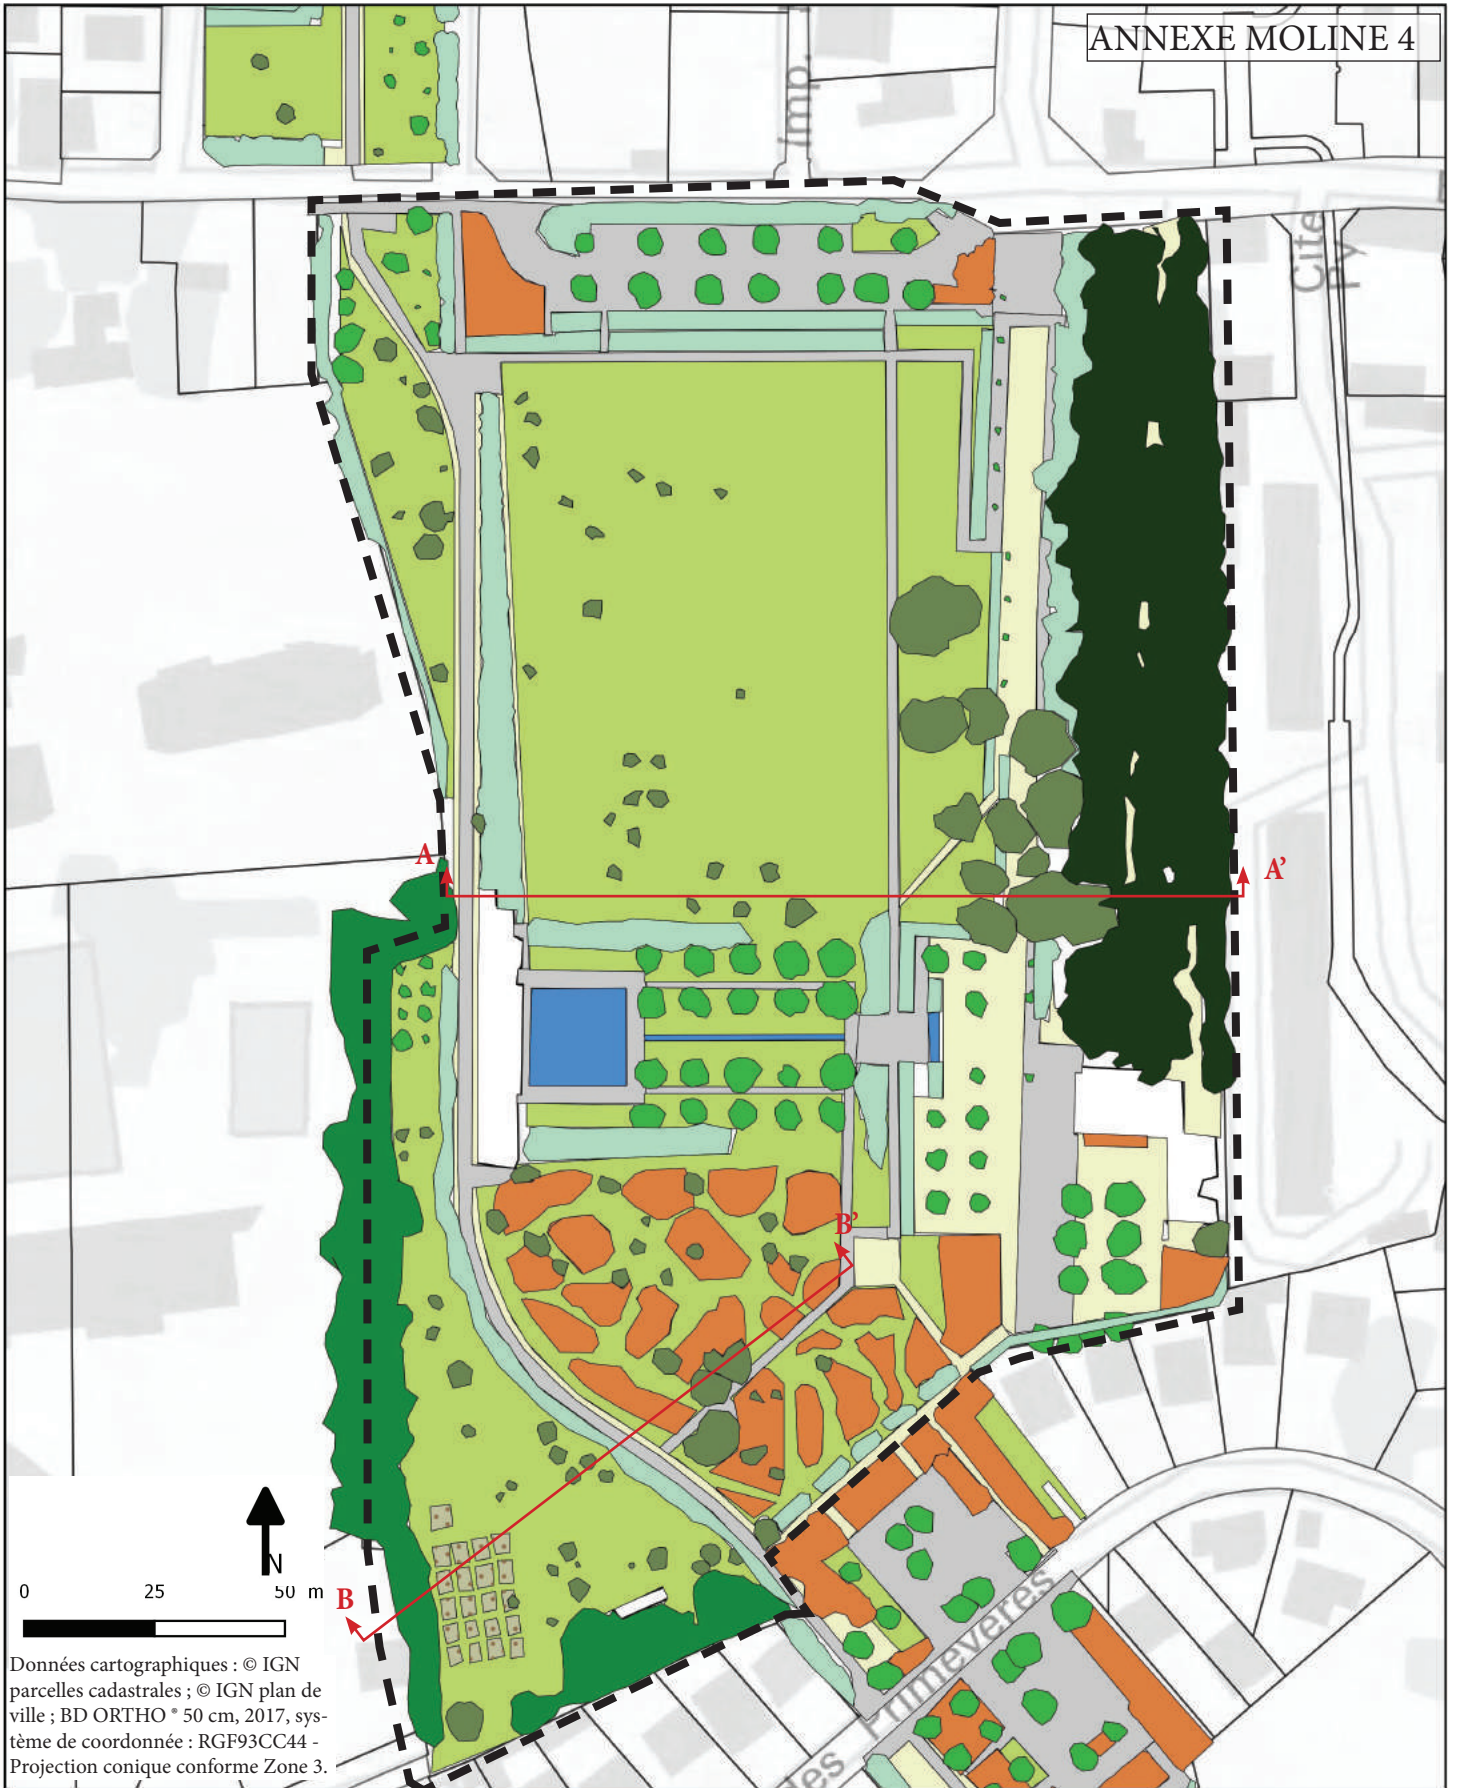 ANNEXE MOLINE 4
Imp.
Cité
Py
A
A'
B'
B
N
0 25 50 m
des Primevères
Données cartographiques : © IGN
parcelles cadastrales ; © IGN plan de
ville ; BD ORTHO ® 50 cm, 2017, sys-
tème de coordonnée : RGF93CC44 -
Projection conique conforme Zone 3.